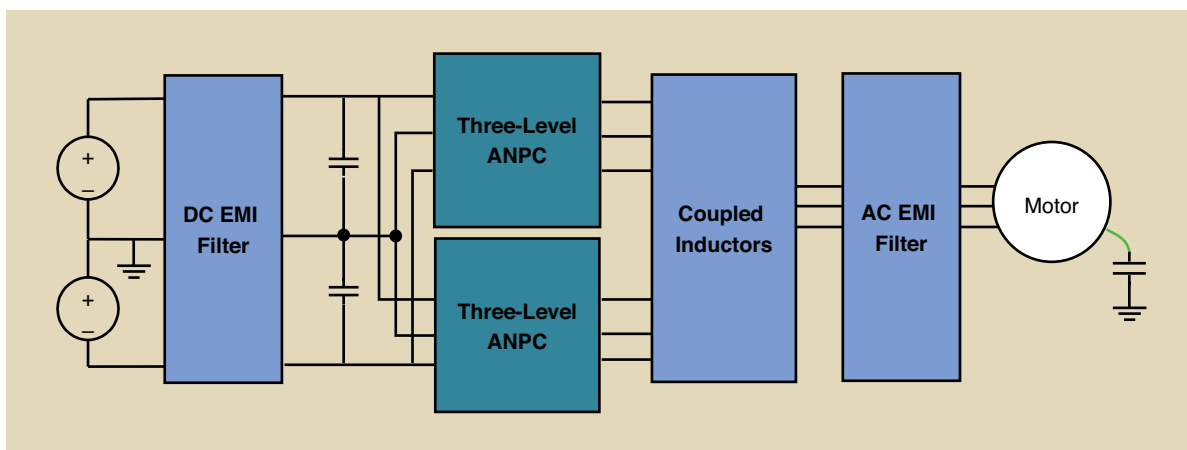 +
−
+
−
DC EMI
Filter
Three-Level
ANPC
Three-Level
ANPC
Coupled
Inductors
AC EMI
Filter
Motor